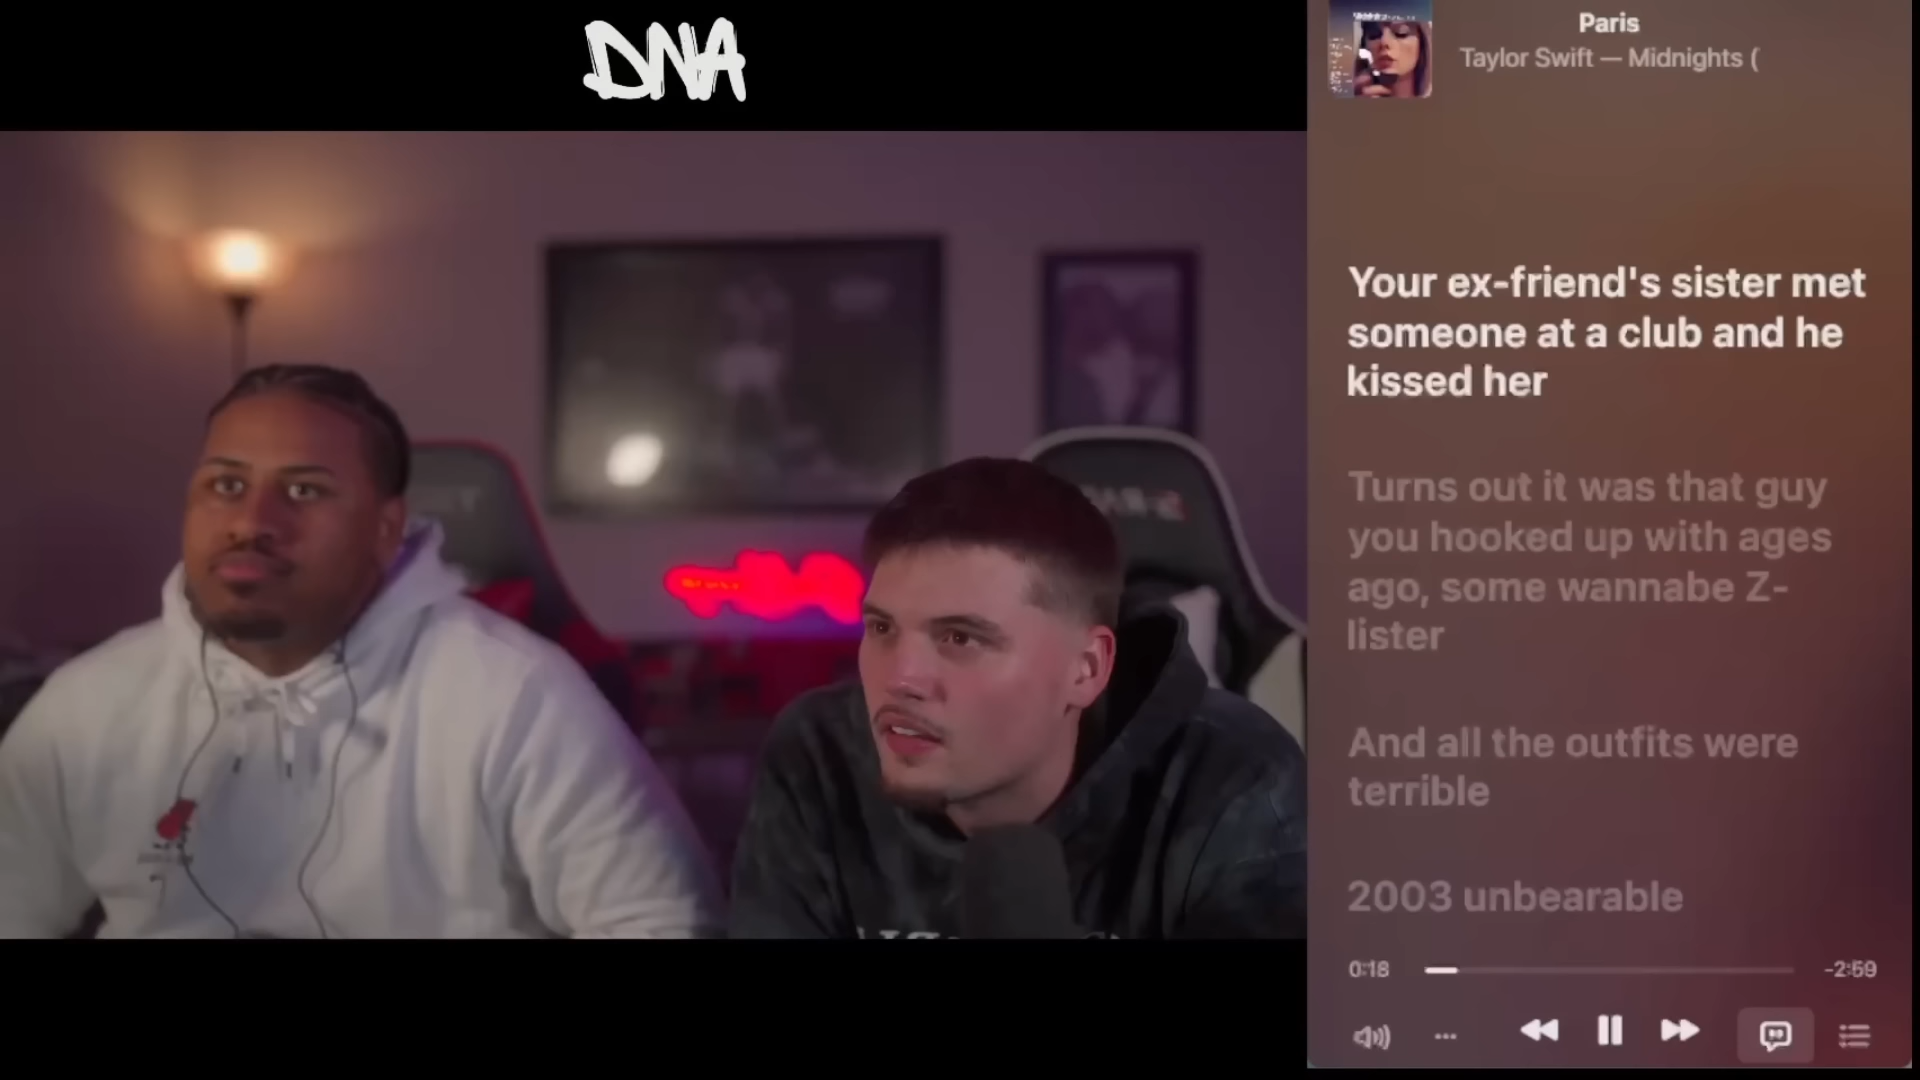 DNA
Paris
Taylor Swift — Midnights (
Your ex-friend's sister met
someone at a club and he
kissed her
Turns out it was that guy
you hooked up with ages
ago, some wannabe Z-
lister
And all the outfits were
terrible
2003 unbearable
0:18
-2:59